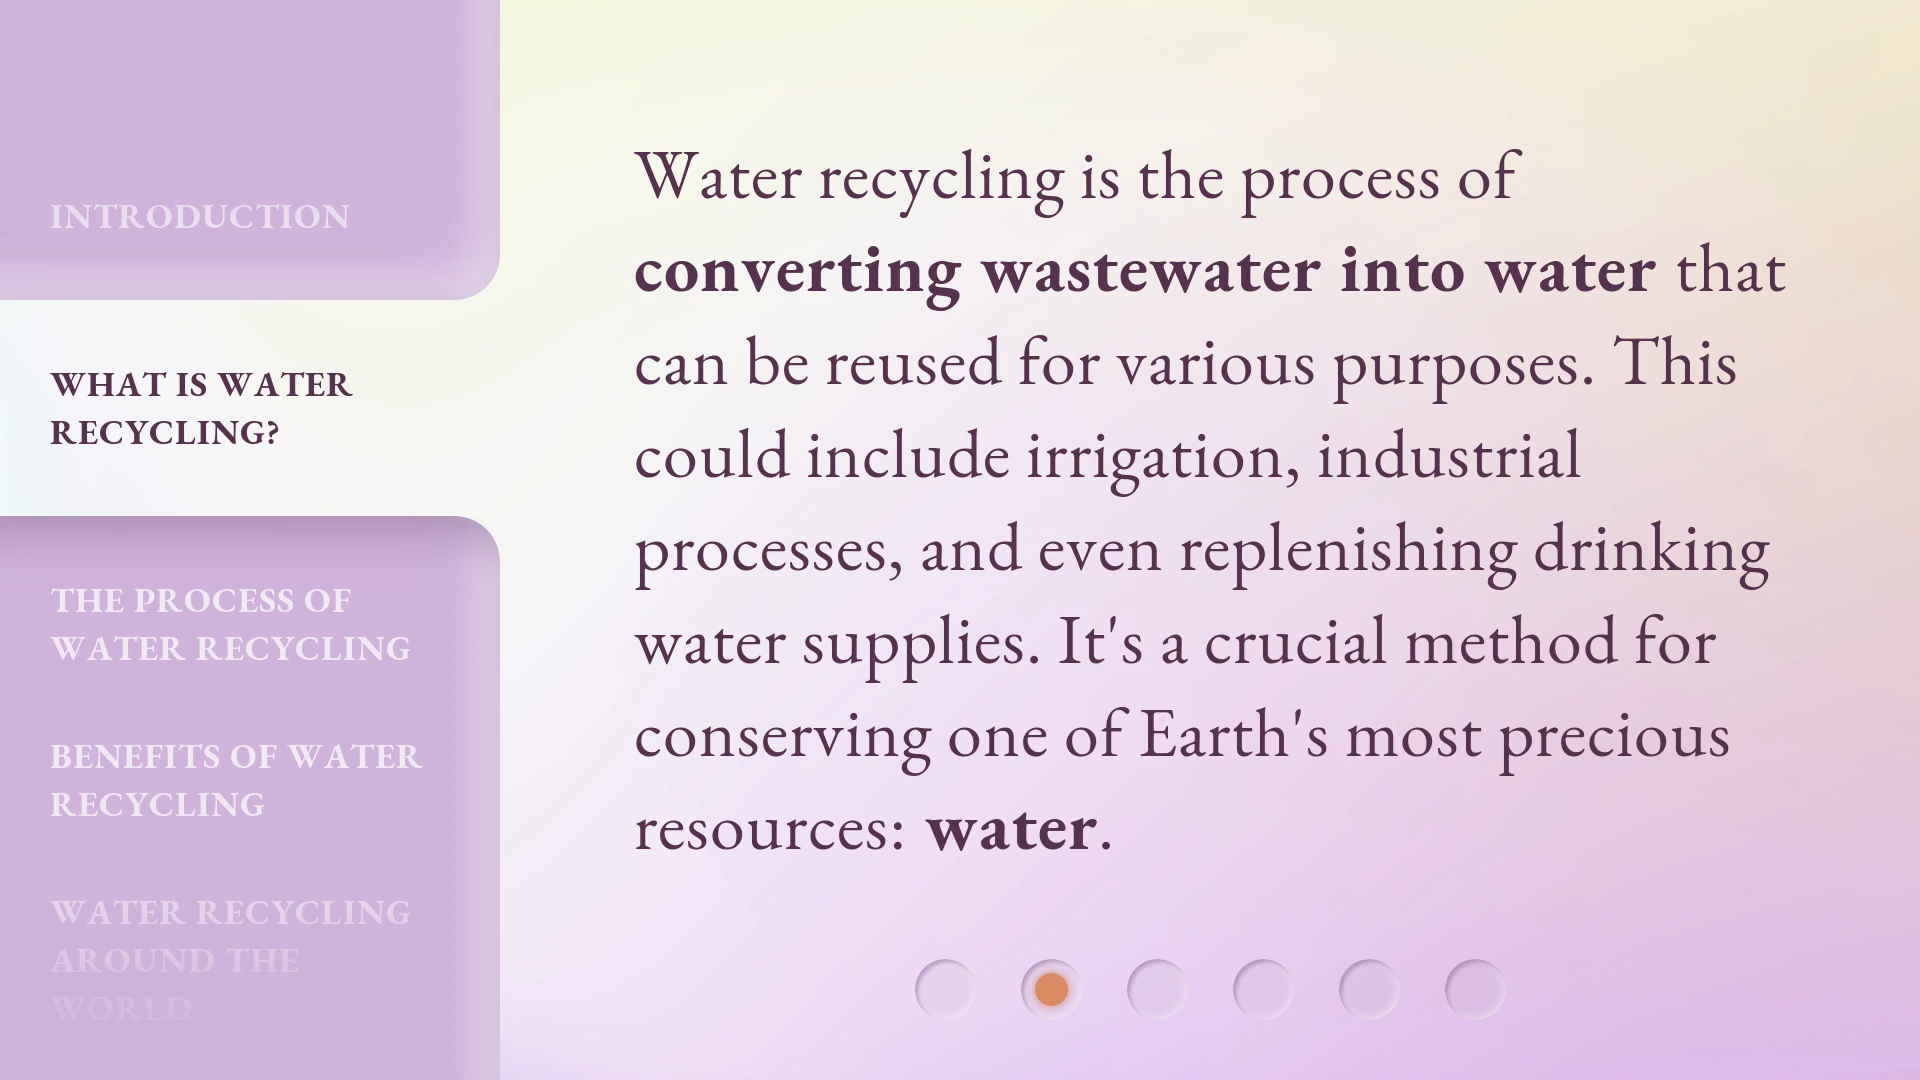 INTRODUCTION
WHAT IS WATER
RECYCLING?
THE PROCESS OF
WATER RECYCLING
BENEFITS OF WATER
RECYCLING
WATER RECYCLING
AROUND THE
WORLD
Water recycling is the process of
converting wastewater into water that
can be reused for various purposes. This
could include irrigation, industrial
processes, and even replenishing drinking
water supplies. It's a crucial method for
conserving one of Earth's most precious
resources: water.